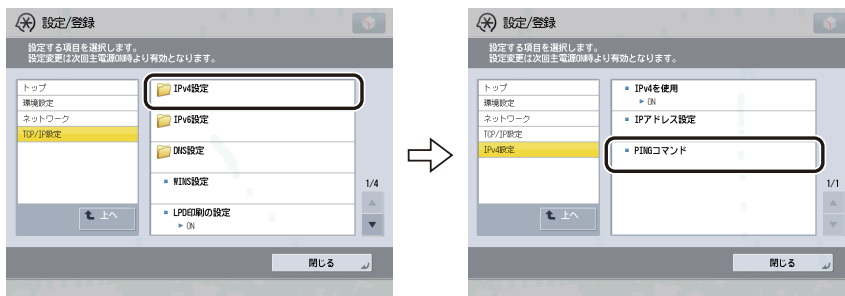 設定/登録
設定する項目を選択します。
設定変更は次回主電源ON時より有効となります。
トップ
環境設定
ネットワーク
TCP/IP設定
IPv4設定
IPv6設定
DNS設定
WINS設定
LPD印刷の設定
ON
1/4
上へ
閉じる
設定/登録
設定する項目を選択します。
設定変更は次回主電源ON時より有効となります。
トップ
環境設定
ネットワーク
TCP/IP設定
IPv4設定
IPv4を使用
ON
IPアドレス設定
PINGコマンド
1/1
上へ
閉じる